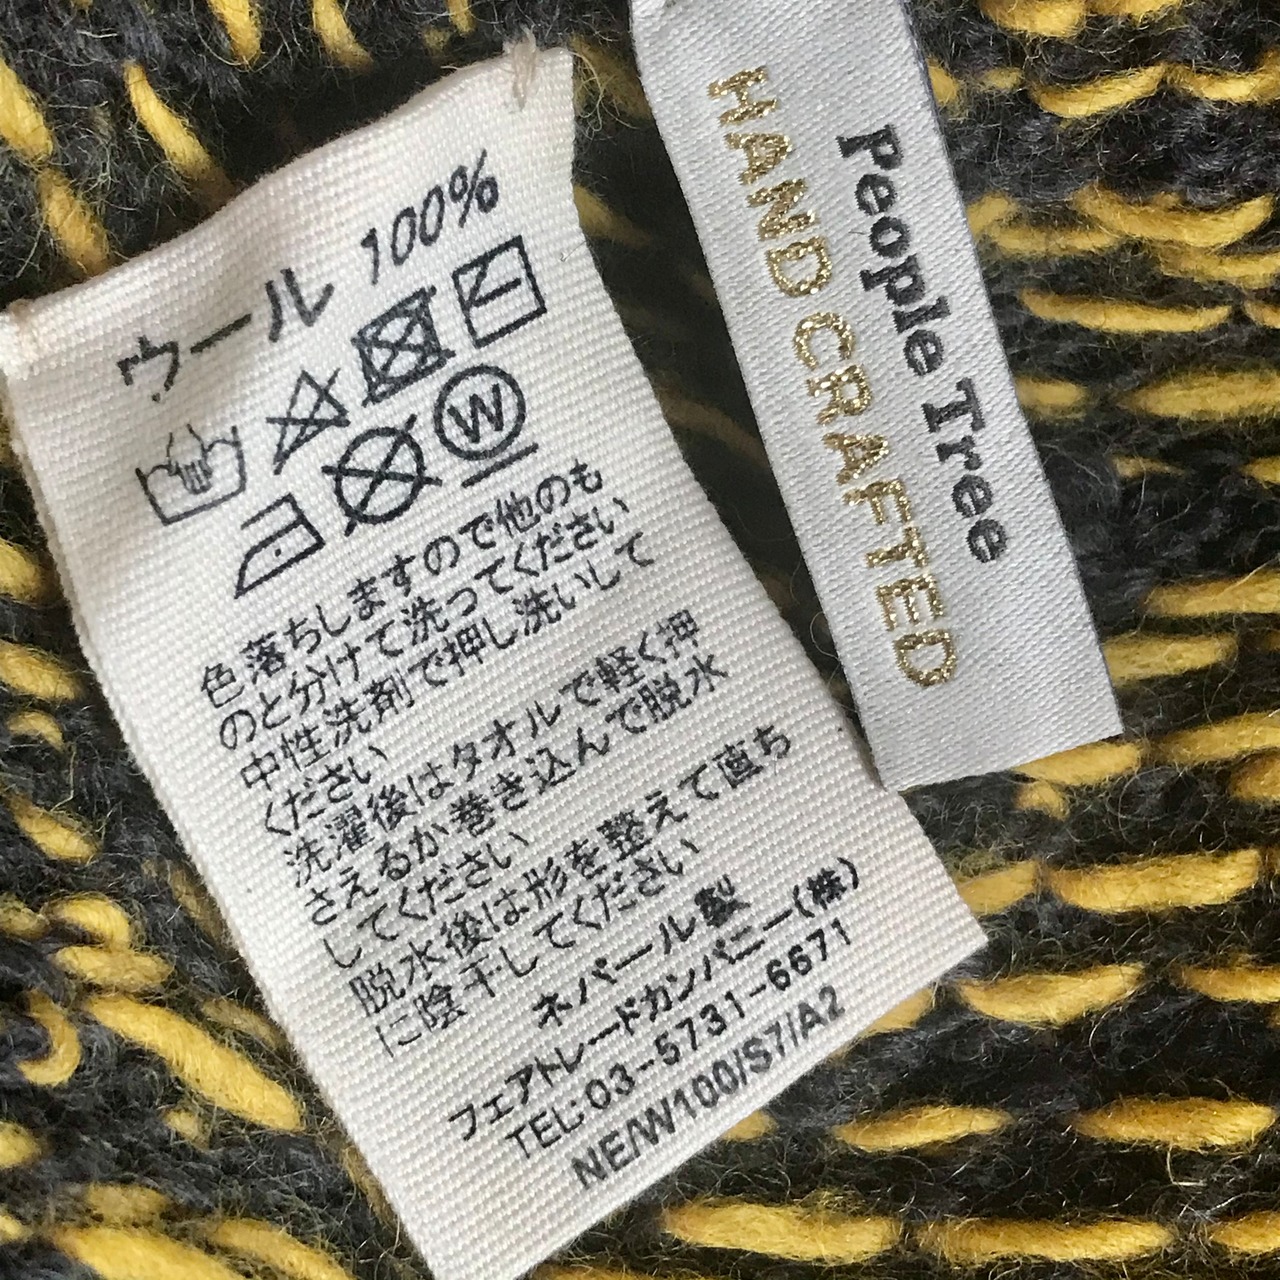 ウール 100%
W
色落ちしますので他のも
のと分けて洗ってください
中性洗剤で押し洗いして
ください
洗濯後はタオルで軽く押
さえるか巻き込んで脱水
してください
脱水後は形を整えて直ち
に陰干してください
ネパール製
フェアトレードカンパニー(株)
TEL:03-5731-6671
NE/W100/S7/A2
People Tree
HAND CRAFTED